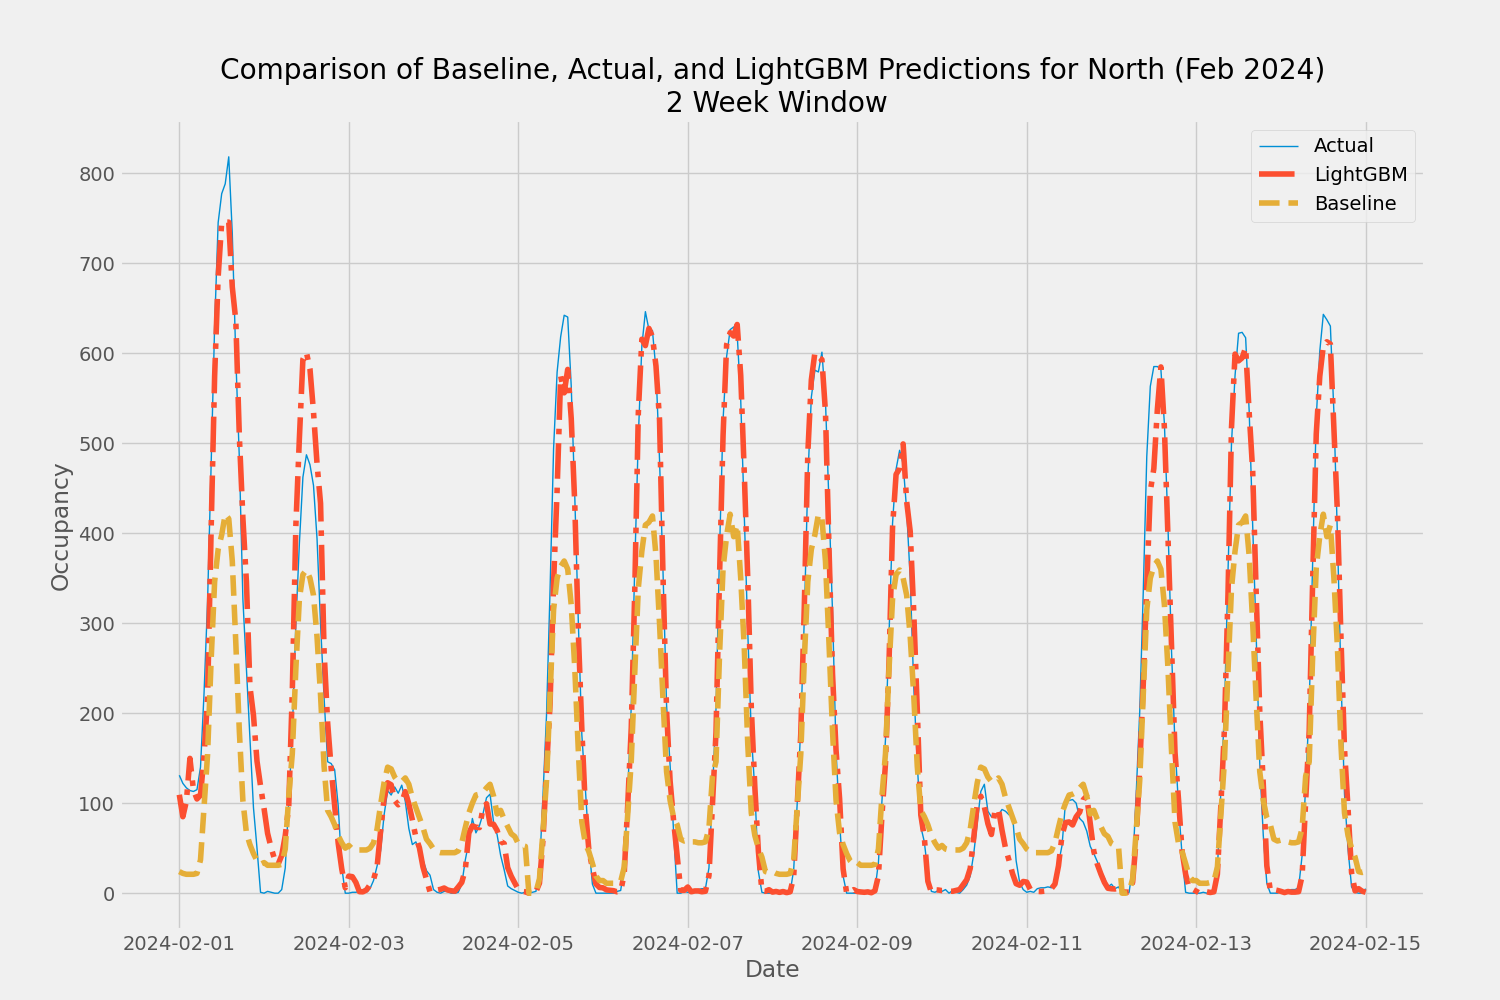 Comparison of Baseline, Actual, and LightGBM Predictions for North (Feb 2024)
2 Week Window
Actual
LightGBM
Baseline
800
700
600
500
400
300
200
100
0
Occupancy
2024-02-01 2024-02-03 2024-02-05 2024-02-07 2024-02-09 2024-02-11 2024-02-13 2024-02-15
Date